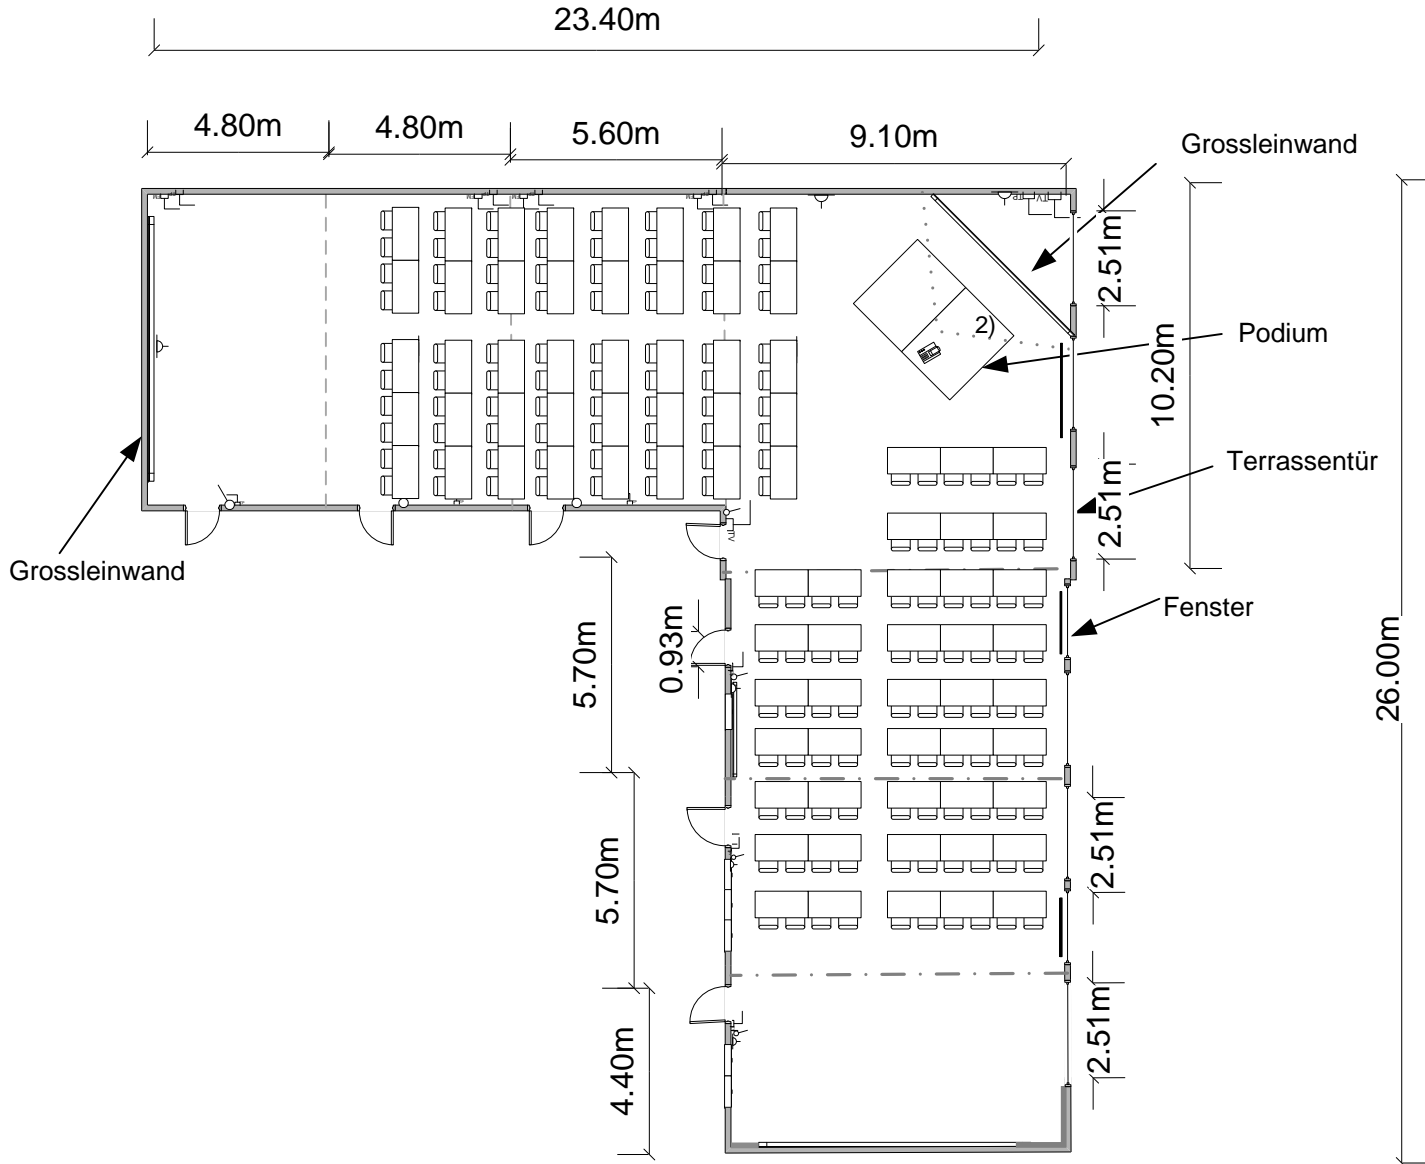 23.40m
4.80m
4.80m
5.60m
9.10m
Grossleinwand
2.51m
2)
Podium
10.20m
Terrassentür
2.51m
Grossleinwand
Fenster
5.70m
0.93m
26.00m
5.70m
2.51m
2.51m
4.40m